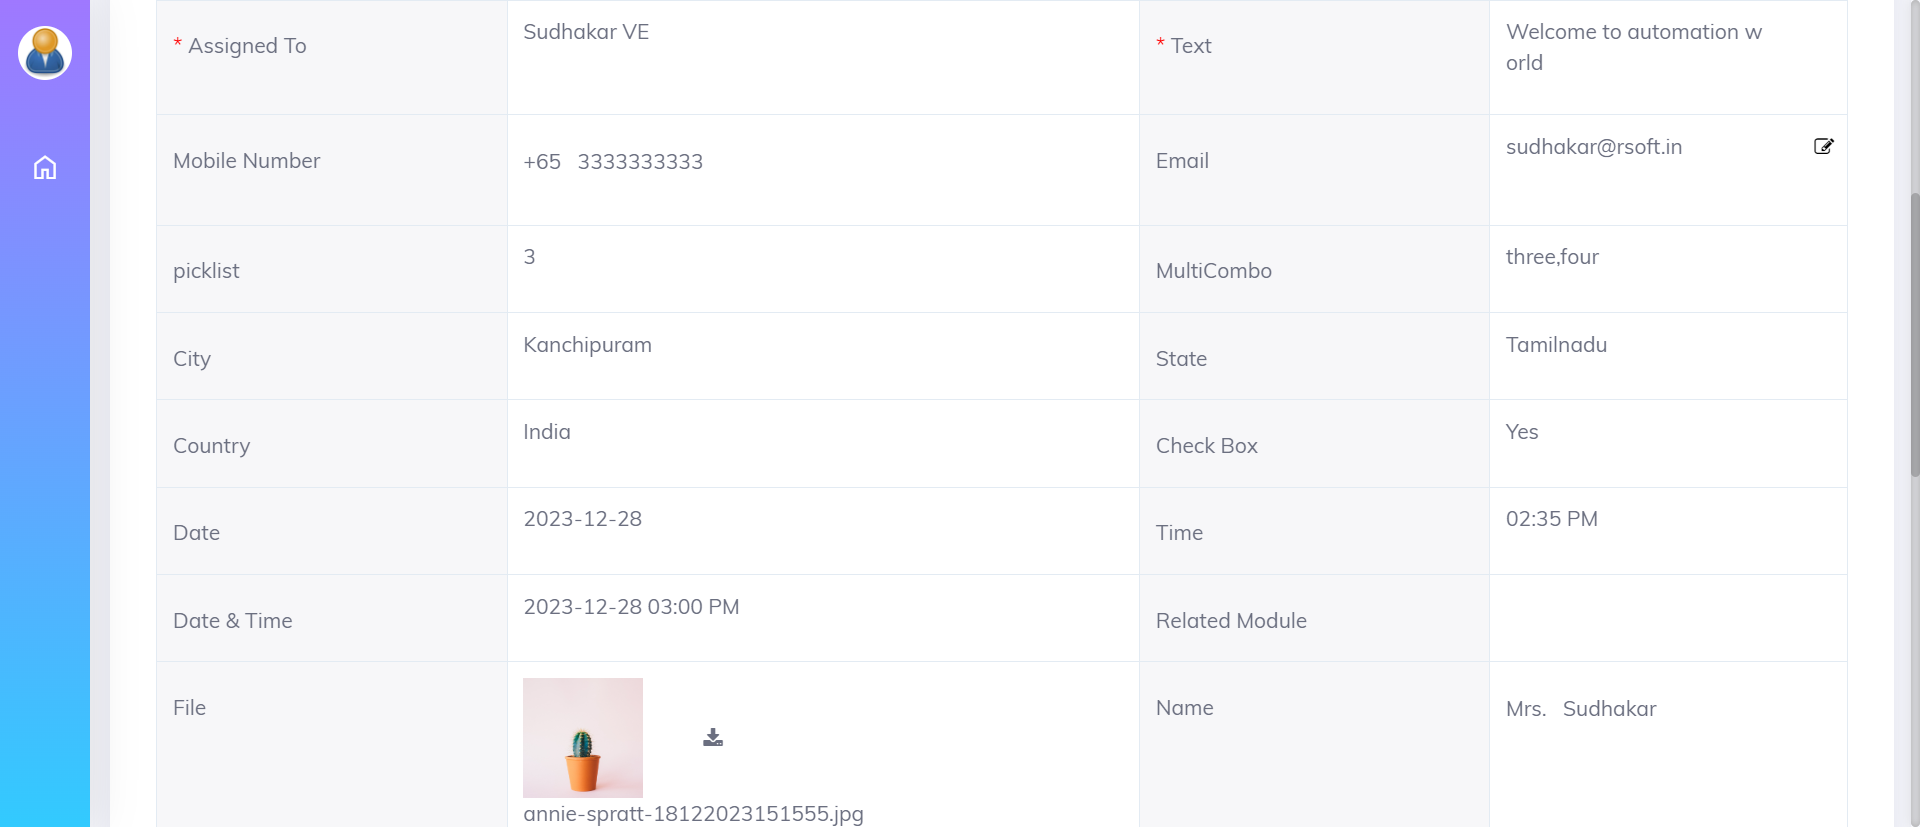 * Assigned To
Sudhakar VE
* Text
Welcome to automation w
orld
Mobile Number
+65 3333333333
Email
sudhakar@rsoft.in
picklist
3
MultiCombo
three,four
City
Kanchipuram
State
Tamilnadu
Country
India
Check Box
Yes
Date
2023-12-28
Time
02:35 PM
Date & Time
2023-12-28 03:00 PM
Related Module
File
Name
Mrs. Sudhakar
annie-spratt-18122023151555.jpg